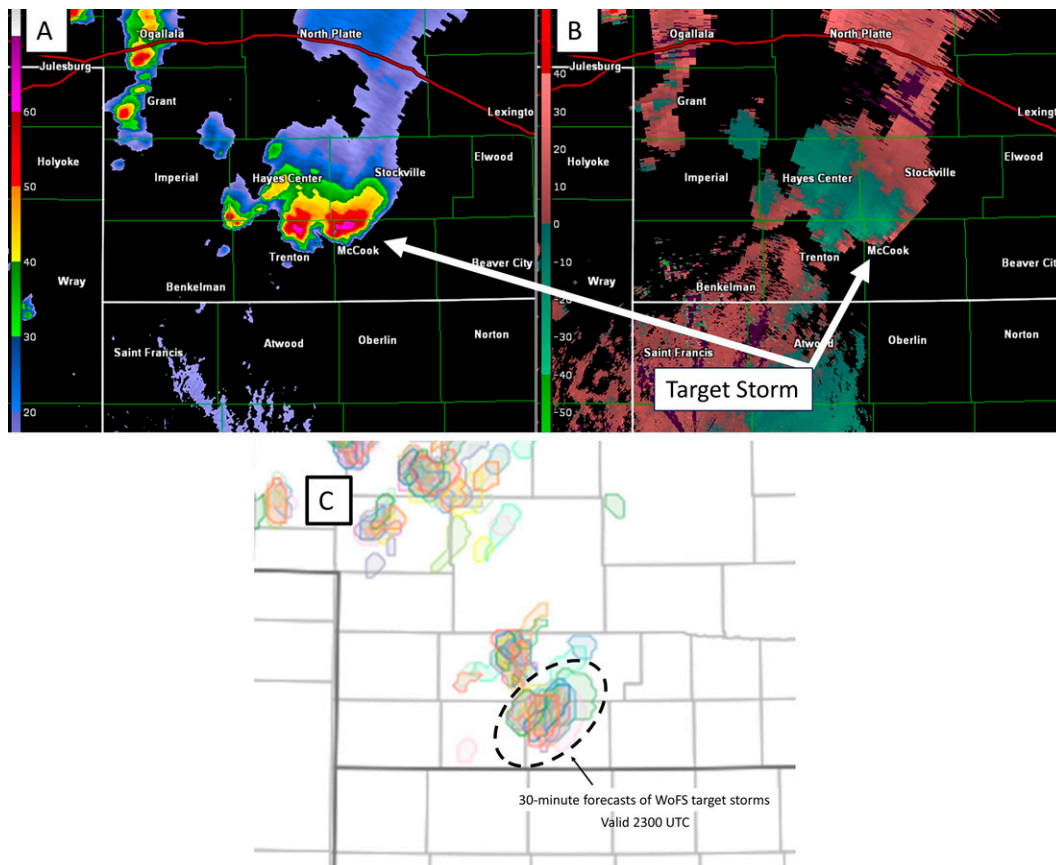 A
Ogallala
North Platte
Julesburg
Grant
Lexingto
Holyoke
Imperial
Hayes Center
Stockville
Elwood
Trenton
McCook
Wray
Benkelman
Beaver City
Saint Francis
Atwood
Oberlin
Norton
60
50
40
30
20
B
Ogallala
North Platte
Julesburg
Grant
Lexingto
Holyoke
Imperial
Hayes Center
Stockville
Elwood
Trenton
McCook
Wray
Benkelman
Beaver City
Saint Francis
Atwood
Oberlin
Norton
40
30
20
10
0
-10
-20
-30
-40
-50
Target Storm
C
30-minute forecasts of WoFS target storms
Valid 2300 UTC